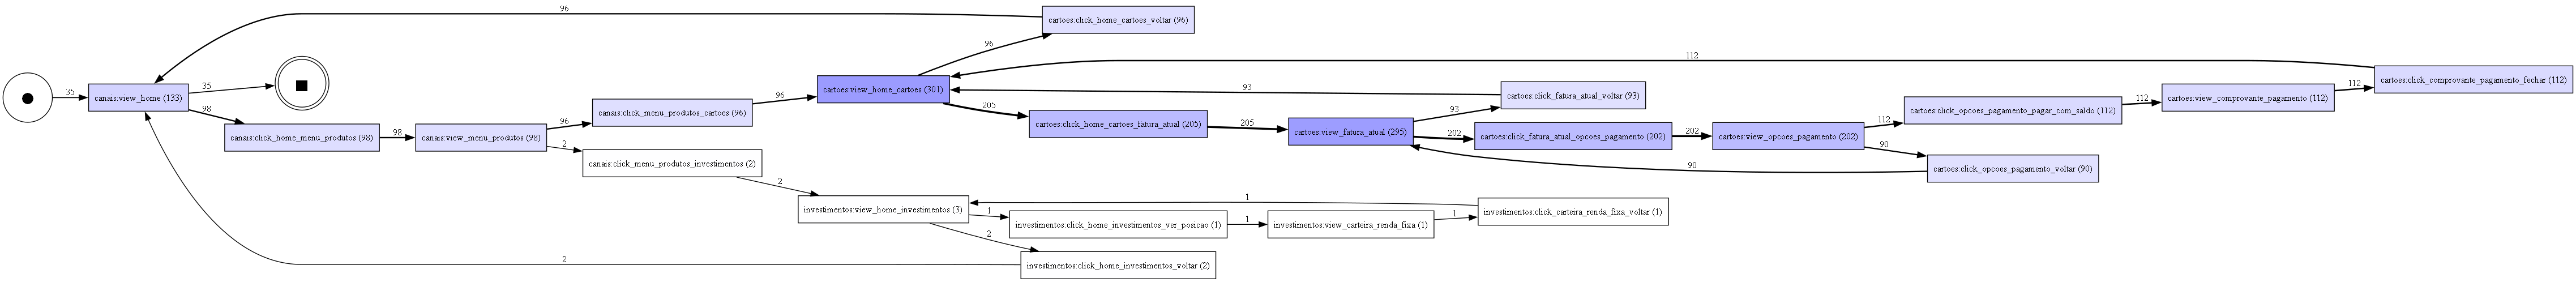 96
cartoes:click_home_cartoes_voltar (96)
96
112
35
canais:view_home (133)
35
98
canais:click_home_menu_produtos (98)
98
canais:view_menu_produtos (98)
96
canais:click_menu_produtos_cartoes (96)
96
cartoes:view_home_cartoes (301)
2
canais:click_menu_produtos_investimentos (2)
2
205
cartoes:click_home_cartoes_fatura_atual (205)
205
cartoes:view_fatura_atual (295)
93
cartoes:click_fatura_atual_voltar (93)
93
202
cartoes:click_fatura_atual_opcoes_pagamento (202)
202
cartoes:view_opcoes_pagamento (202)
112
cartoes:click_opcoes_pagamento_pagar_com_saldo (112)
112
cartoes:view_comprovante_pagamento (112)
112
cartoes:click_comprovante_pagamento_fechar (112)
90
cartoes:click_opcoes_pagamento_voltar (90)
90
investimentos:view_home_investimentos (3)
1
investimentos:click_home_investimentos_ver_posicao (1)
1
investimentos:view_carteira_renda_fixa (1)
1
investimentos:click_carteira_renda_fixa_voltar (1)
1
2
investimentos:click_home_investimentos_voltar (2)
2